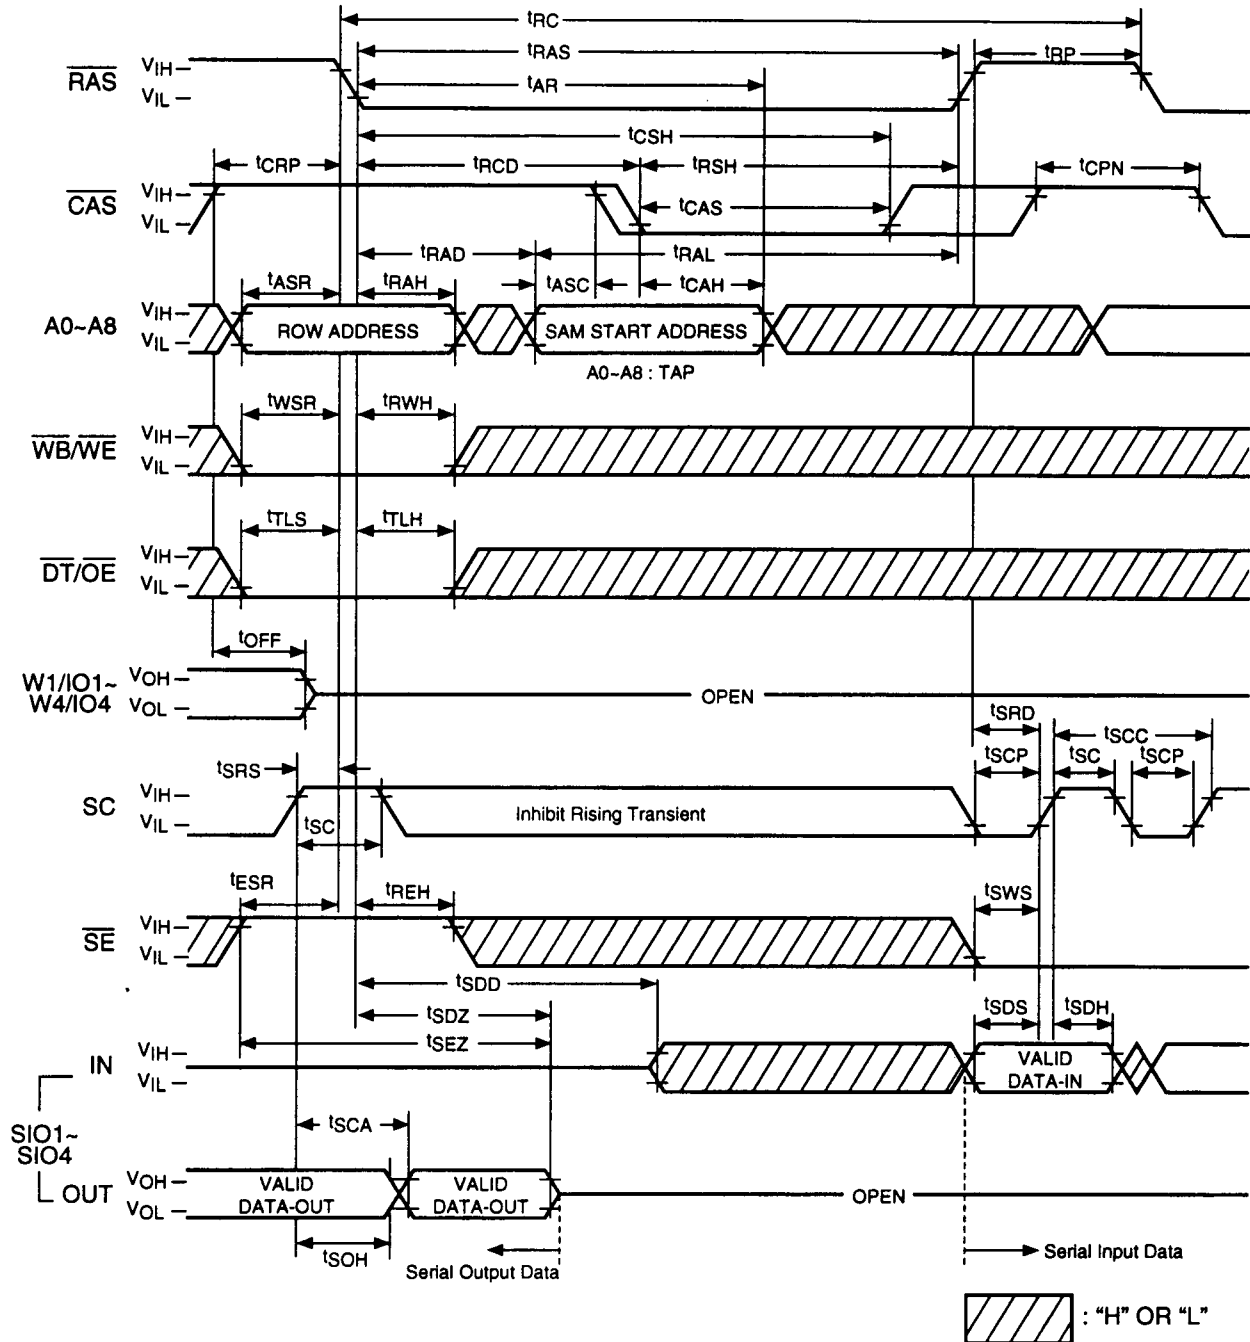 tRC
tRAS
tRP
RAS
VIH
VIL
tAR
tCSH
tCRP
tRCD
tRSH
tCPN
CAS
VIH
VIL
tCAS
tRAD
tRAL
tASR
tRAH
tASC
tCAH
A0~A8
VIH
VIL
ROW ADDRESS
SAM START ADDRESS
A0~A8 : TAP
tWSR
tRWH
WB/WE
VIH
VIL
tTLS
tTLH
DT/OE
VIH
VIL
tOFF
W1/IO1~
W4/IO4
VOH
VOL
OPEN
tSRD
tSCC
tSRS
tSCP
tSC
tSCP
SC
VIH
VIL
Inhibit Rising Transient
tSC
tESR
tREH
tSWS
SE
VIH
VIL
tSDD
tSDZ
tSDS
tSDH
tSEZ
IN
VIH
VIL
VALID
DATA-IN
SIO1~
SIO4
tSCA
OUT
VOH
VOL
VALID
DATA-OUT
VALID
DATA-OUT
OPEN
tSOH
Serial Output Data
Serial Input Data
: "H" OR "L"